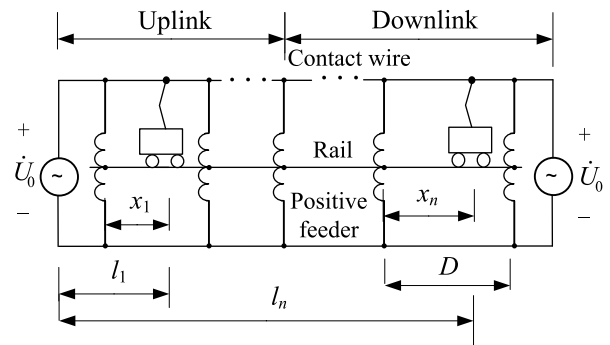 Uplink Downlink
Contact wire
+ +
U̇₀ ~ Rail ~ U̇₀
− −
x₁ Positive feeder xₙ
l₁ D
lₙ